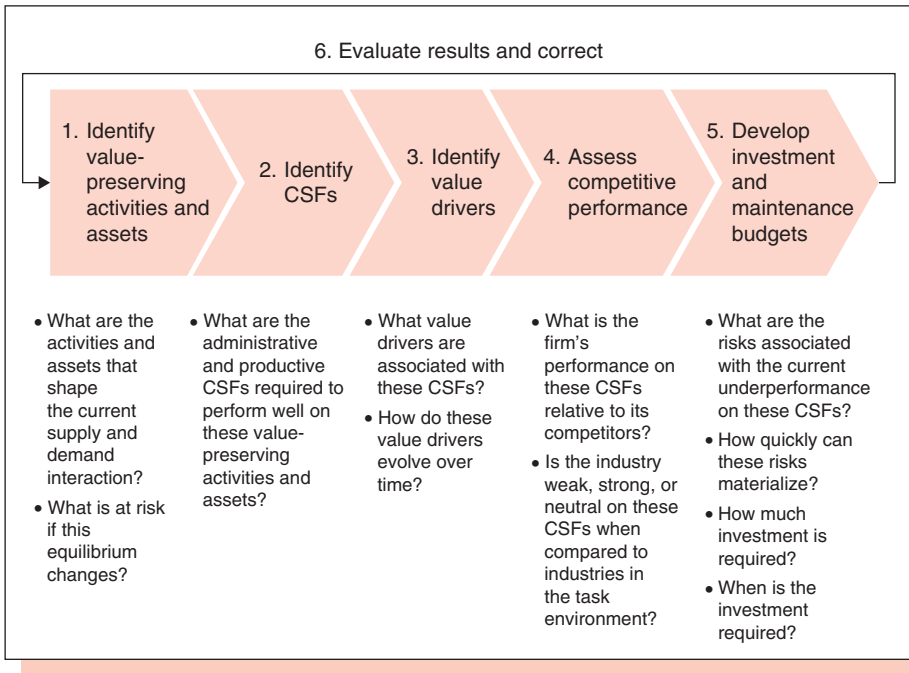 6. Evaluate results and correct
1. Identify
value-
preserving
activities and
assets
2. Identify
CSFs
3. Identify
value
drivers
4. Assess
competitive
performance
5. Develop
investment
and
maintenance
budgets
• What are the
activities and
assets that
shape
the current
supply and
demand
interaction?
• What is at risk
if this
equilibrium
changes?
• What are the
administrative
and productive
CSFs required to
perform well on
these value-
preserving
activities and
assets?
• What value
drivers are
associated with
these CSFs?
• How do these
value drivers
evolve over
time?
• What is the
firm’s
performance on
these CSFs
relative to its
competitors?
• Is the industry
weak, strong, or
neutral on these
CSFs when
compared to
industries in
the task
environment?
• What are the
risks associated
with the current
underperformance
on these CSFs?
• How quickly can
these risks
materialize?
• How much
investment is
required?
• When is the
investment
required?